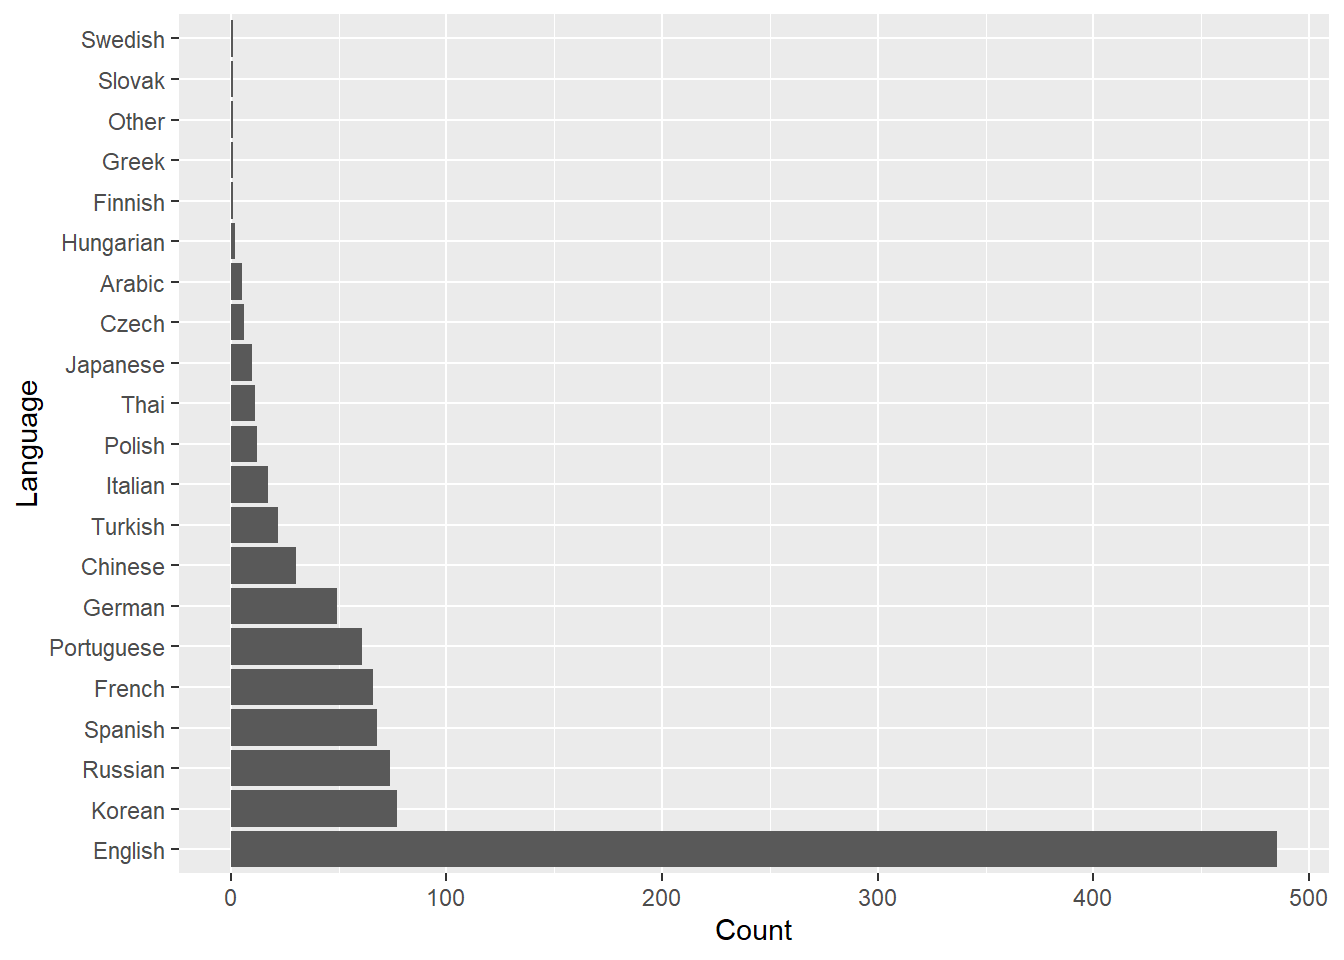 Swedish
Slovak
Other
Greek
Finnish
Hungarian
Arabic
Czech
Japanese
Thai
Polish
Italian
Turkish
Chinese
German
Portuguese
French
Spanish
Russian
Korean
English
Language
0 100 200 300 400 500
Count